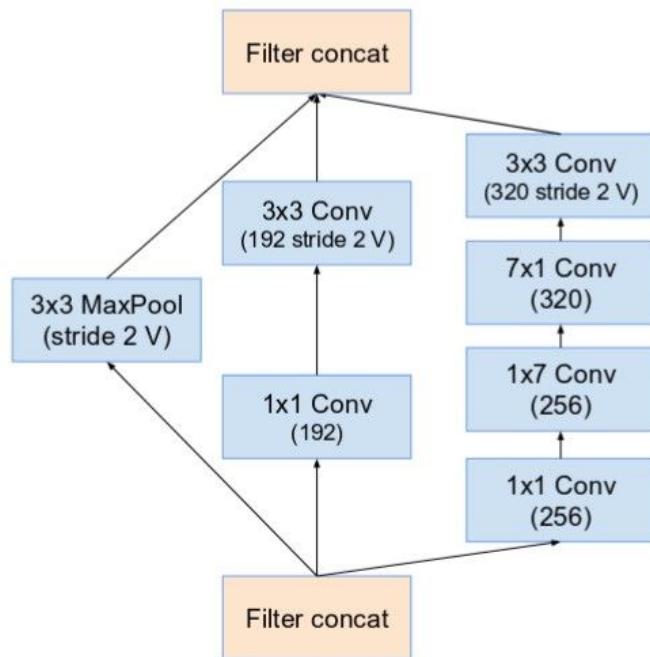 Filter concat
3x3 Conv
(320 stride 2 V)
3x3 Conv
(192 stride 2 V)
7x1 Conv
(320)
3x3 MaxPool
(stride 2 V)
1x7 Conv
(256)
1x1 Conv
(192)
1x1 Conv
(256)
Filter concat